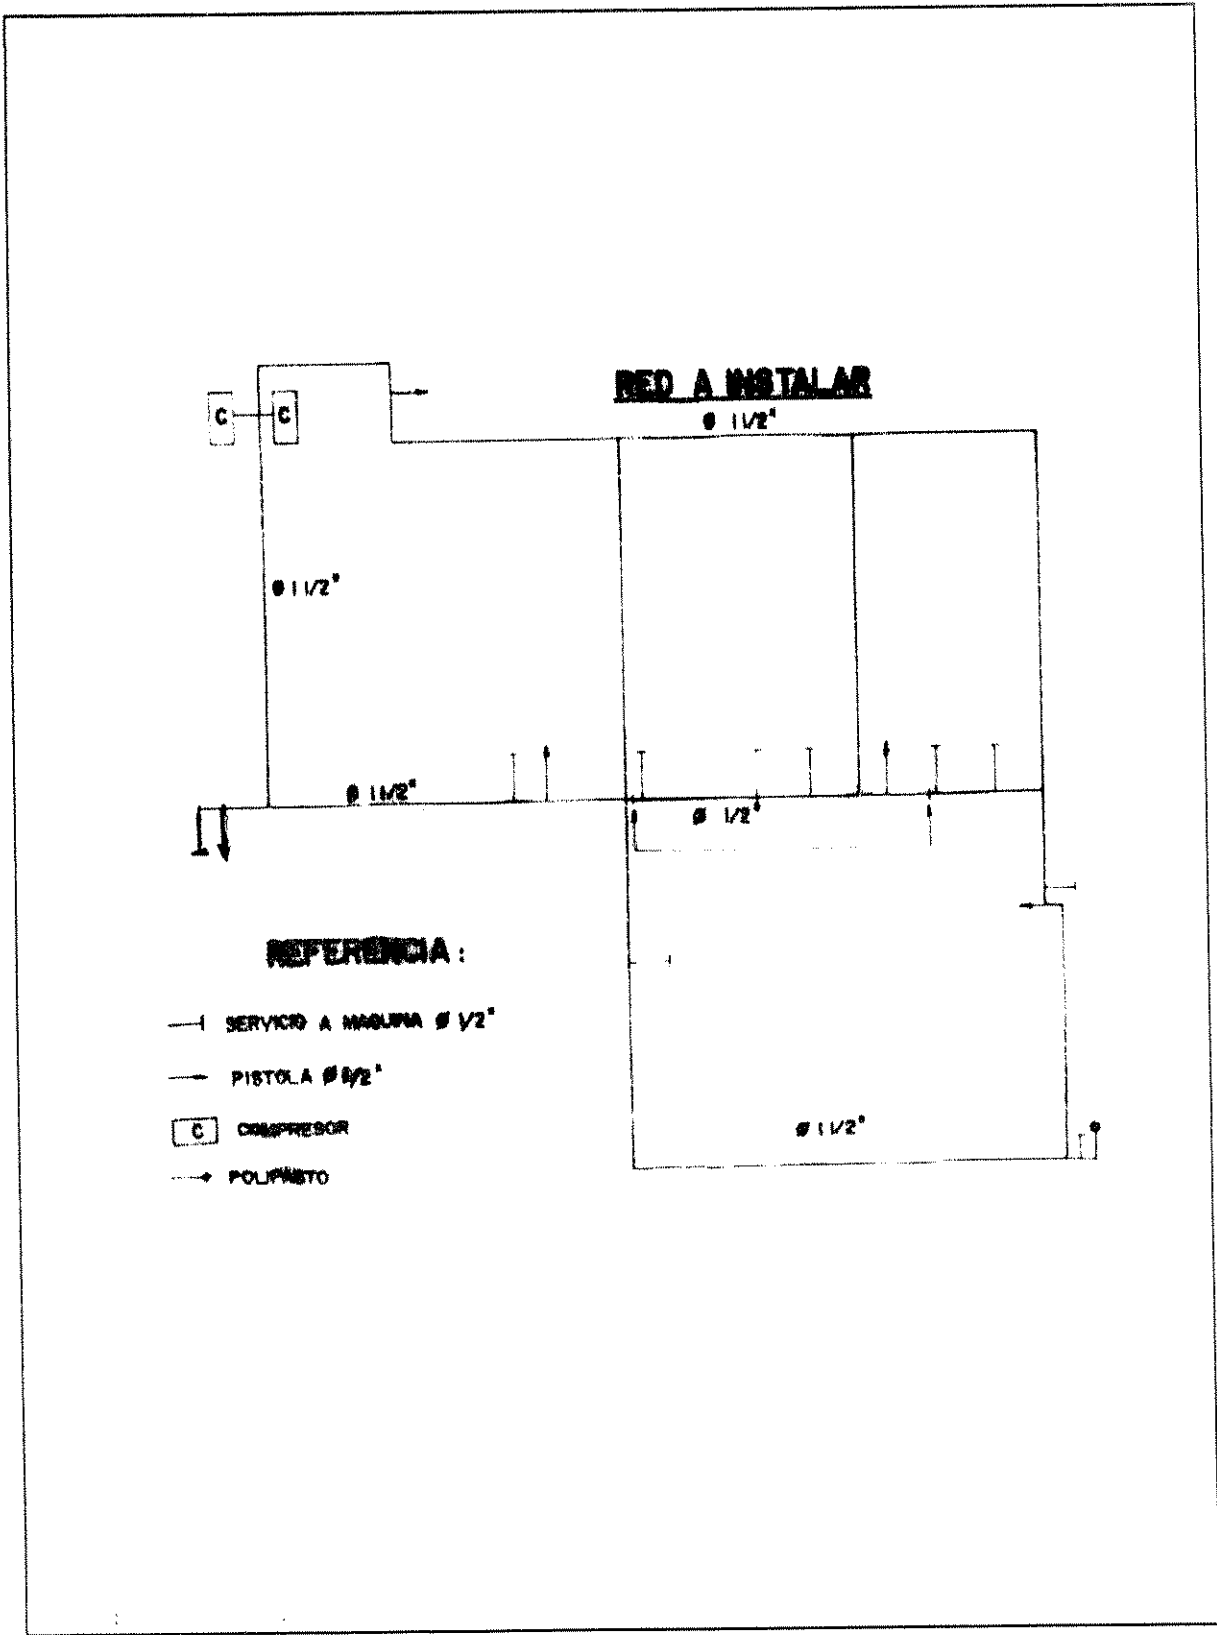 RED A INSTALAR
Ø 1 1/2"
C
C
Ø 1 1/2"
Ø 1 1/2"
Ø 1/2"
REFERENCIA :
SERVICIO A MAQUINA Ø 1/2"
PISTOLA Ø
C COMPRESOR
POLIPASTO
Ø 1 1/2"